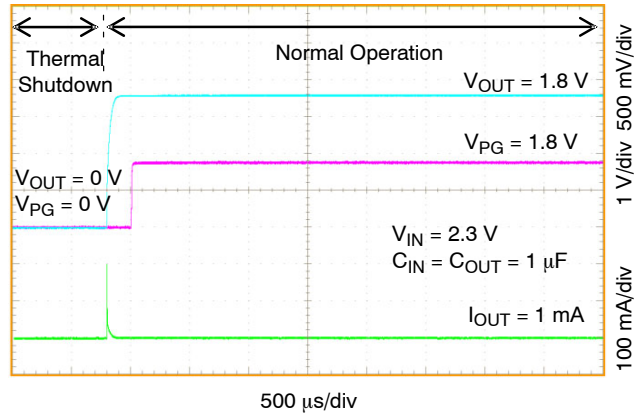 Thermal
Shutdown
Normal Operation
VOUT = 1.8 V
VPG = 1.8 V
VOUT = 0 V
VPG = 0 V
VIN = 2.3 V
CIN = COUT = 1 μF
IOUT = 1 mA
500 μs/div
500 mV/div
1 V/div
100 mA/div